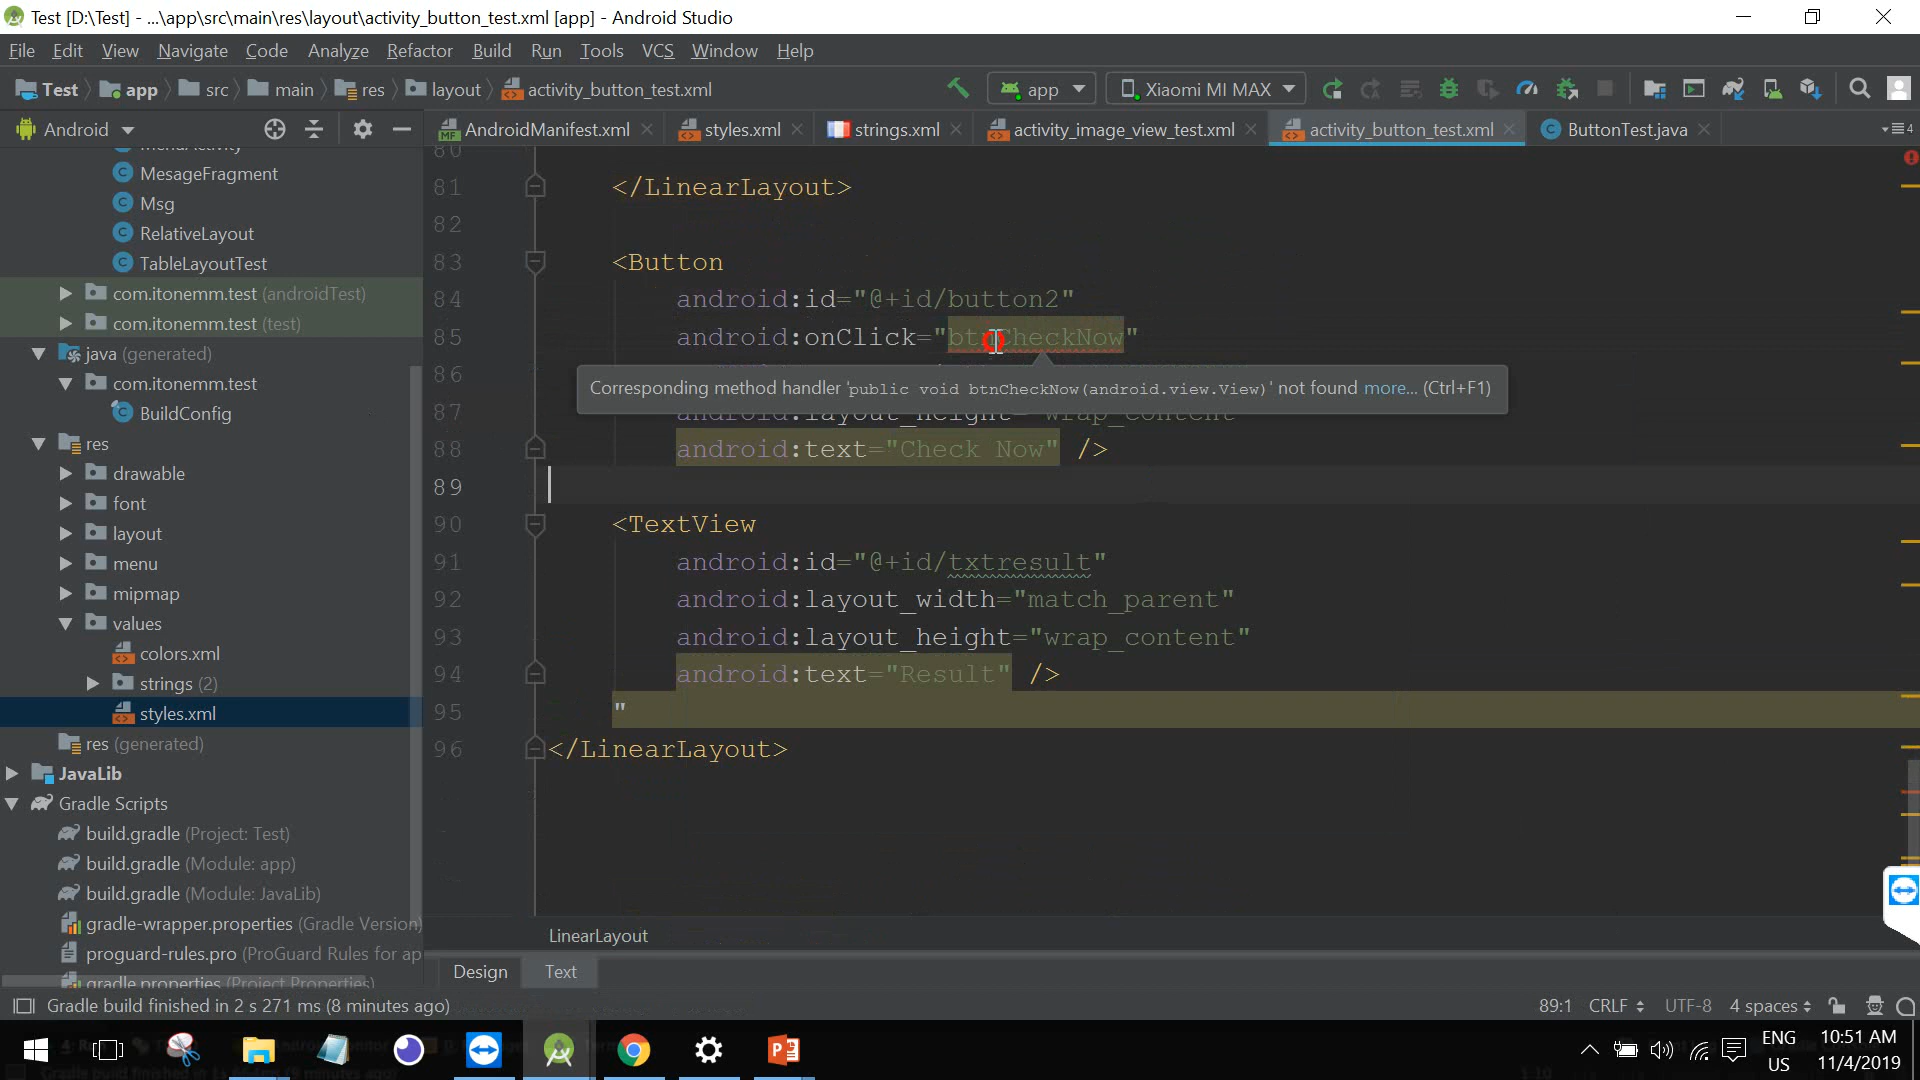 Test [D:\Test] - ...\app\src\main\res\layout\activity_button_test.xml [app] - Android Studio
File Edit View Navigate Code Analyze Refactor Build Run Tools VCS Window Help
Test app src main res layout activity_button_test.xml
app Xiaomi MI MAX
Android
AndroidManifest.xml styles.xml strings.xml activity_image_view_test.xml activity_button_test.xml ButtonTest.java 4
MenuActivity
MesageFragment
Msg
RelativeLayout
TableLayoutTest
com.itonemm.test (androidTest)
com.itonemm.test (test)
java (generated)
com.itonemm.test
BuildConfig
res
drawable
font
layout
menu
mipmap
values
colors.xml
strings (2)
styles.xml
res (generated)
JavaLib
Gradle Scripts
build.gradle (Project: Test)
build.gradle (Module: app)
build.gradle (Module: JavaLib)
gradle-wrapper.properties (Gradle Version)
proguard-rules.pro (ProGuard Rules for ap
gradle.properties (Project Properties)
80
81 </LinearLayout>
82
83 <Button
84 android:id="@+id/button2"
85 android:onClick="btnCheckNow"
86
Corresponding method handler 'public void btnCheckNow(android.view.View)' not found more... (Ctrl+F1)
87 android:layout_height="wrap_content"
88 android:text="Check Now" />
89
90 <TextView
91 android:id="@+id/txtresult"
92 android:layout_width="match_parent"
93 android:layout_height="wrap_content"
94 android:text="Result" />
95 "
96 </LinearLayout>
LinearLayout
Design Text
Gradle build finished in 2 s 271 ms (8 minutes ago)
89:1 CRLF UTF-8 4 spaces
ENG
US
10:51 AM
11/4/2019